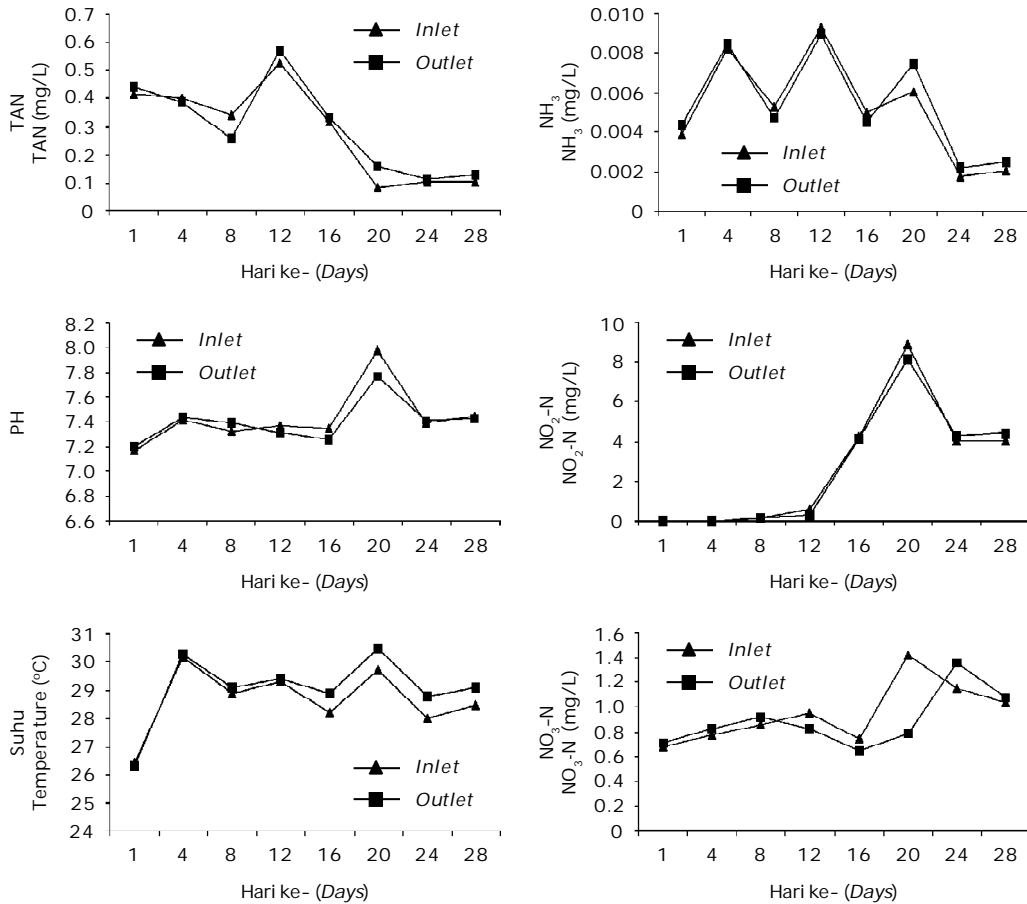 TAN
TAN (mg/L)
0.7
0.6
0.5
0.4
0.3
0.2
0.1
0
Inlet
Outlet
1 4 8 12 16 20 24 28
Hari ke- (Days)
NH₃
NH₃ (mg/L)
0.010
0.008
0.006
0.004
0.002
0
Inlet
Outlet
1 4 8 12 16 20 24 28
Hari ke- (Days)
PH
8.2
8.0
7.8
7.6
7.4
7.2
7.0
6.8
6.6
Inlet
Outlet
1 4 8 12 16 20 24 28
Hari ke- (Days)
NO₂-N
NO₂-N (mg/L)
10
8
6
4
2
0
Inlet
Outlet
1 4 8 12 16 20 24 28
Hari ke- (Days)
Suhu
Temperature (°C)
31
30
29
28
27
26
25
24
Inlet
Outlet
1 4 8 12 16 20 24 28
Hari ke- (Days)
NO₃-N
NO₃-N (mg/L)
1.6
1.4
1.2
1.0
0.8
0.6
0.4
0.2
0
Inlet
Outlet
1 4 8 12 16 20 24 28
Hari ke- (Days)